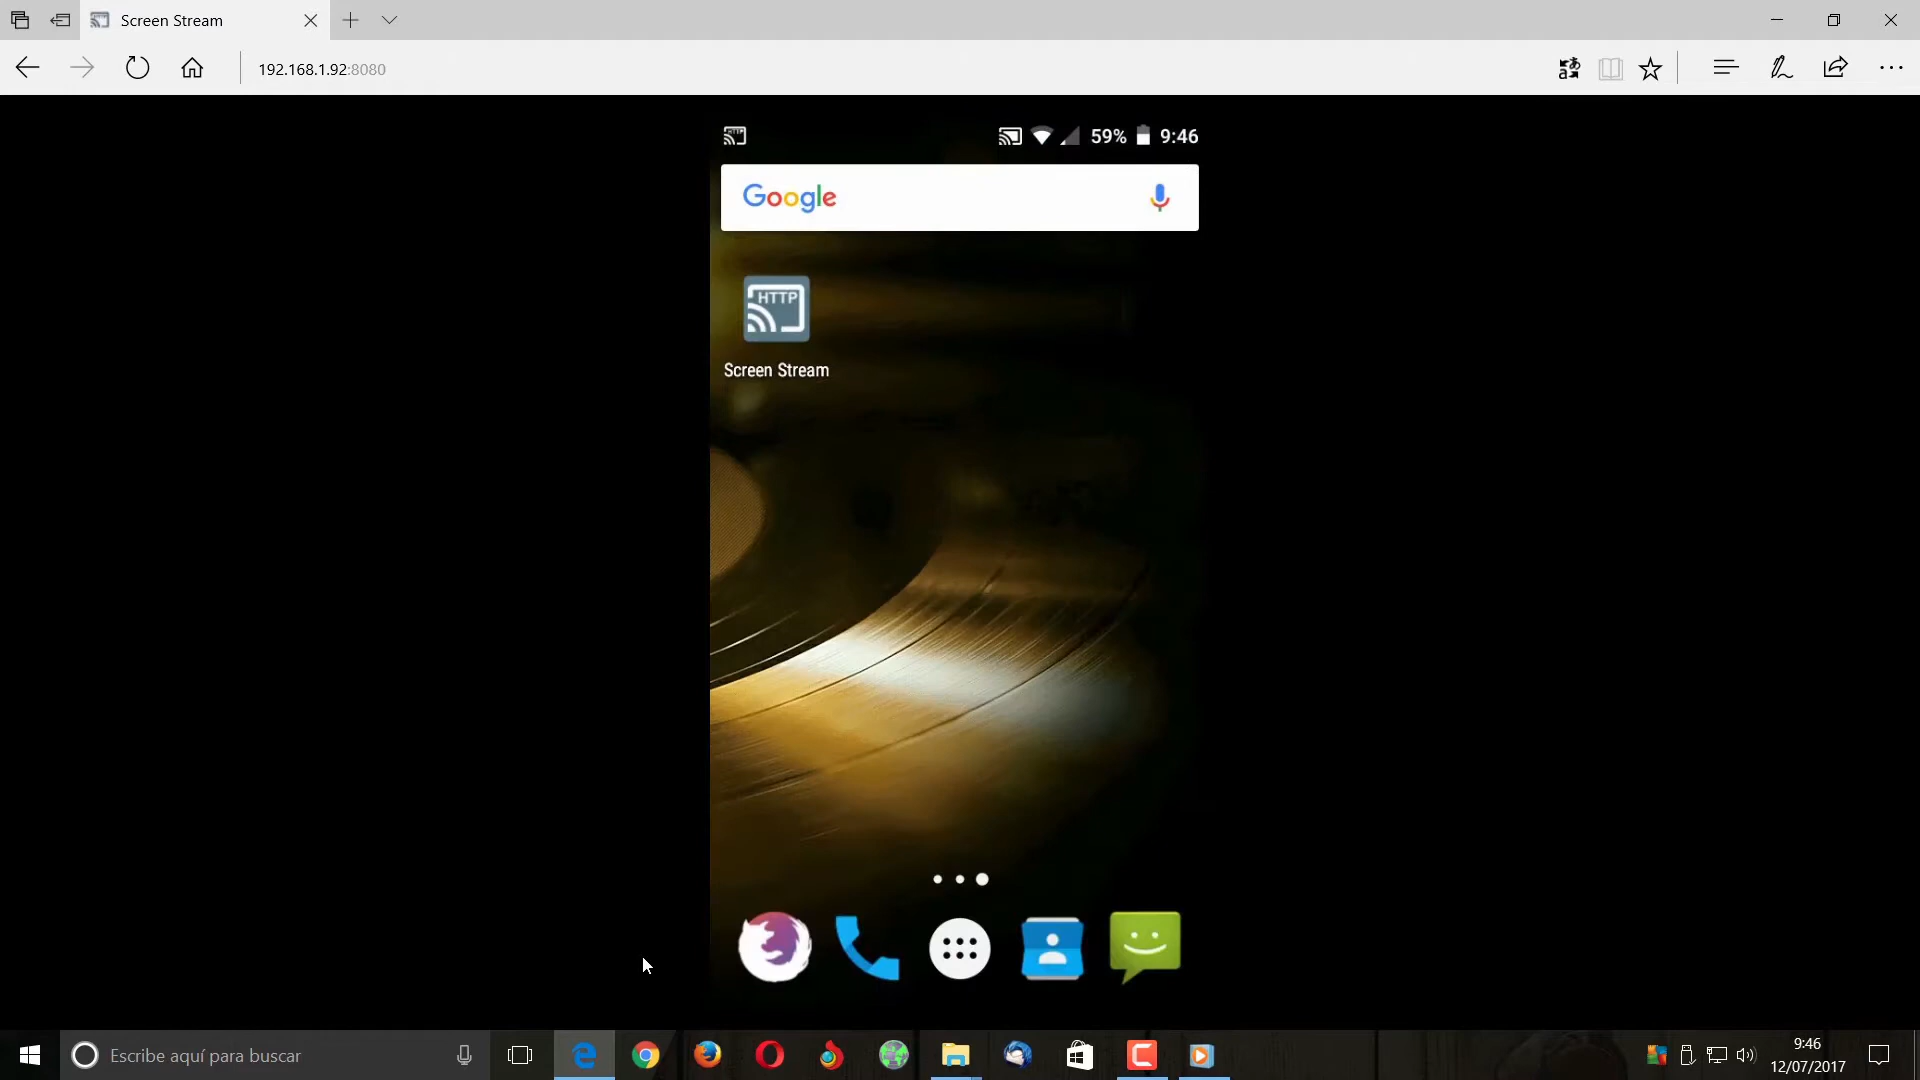 Screen Stream
192.168.1.92:8080
59% 9:46
Google
HTTP
Screen Stream
Escribe aquí para buscar
9:46
12/07/2017